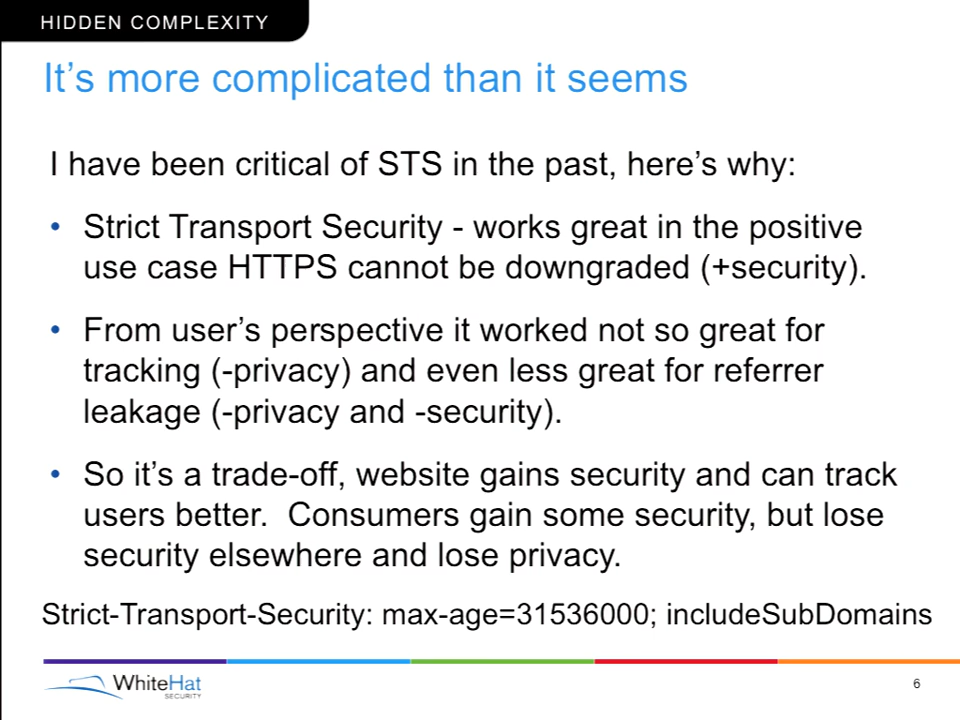 HIDDEN COMPLEXITY
It’s more complicated than it seems
I have been critical of STS in the past, here’s why:
• Strict Transport Security - works great in the positive
use case HTTPS cannot be downgraded (+security).
• From user’s perspective it worked not so great for
tracking (-privacy) and even less great for referrer
leakage (-privacy and -security).
• So it’s a trade-off, website gains security and can track
users better.  Consumers gain some security, but lose
security elsewhere and lose privacy.
Strict-Transport-Security: max-age=31536000; includeSubDomains
WhiteHat
SECURITY
6